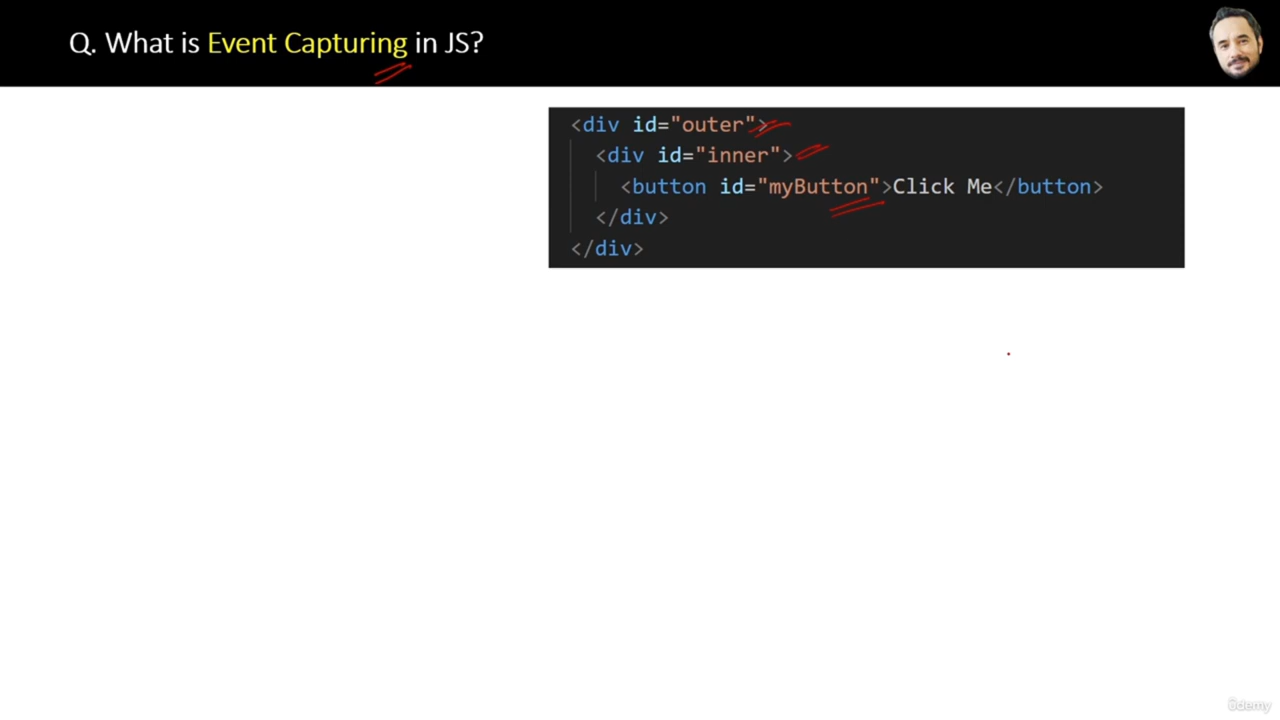 Q. What is Event Capturing in JS?
<div id="outer">
<div id="inner">
<button id="myButton">Click Me</button>
</div>
</div>
ûdemy